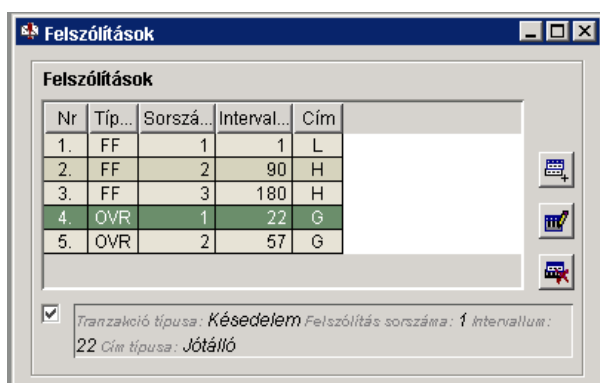 Felszólítások
Felszólítások
Nr Típ... Sorszá... Interval... Cím
1. FF 1 1 L
2. FF 2 90 H
3. FF 3 180 H
4. OVR 1 22 G
5. OVR 2 57 G
Tranzakció típusa: Késedelem Felszólítás sorszáma: 1 Intervallum:
22 Cím típusa: Jótálló